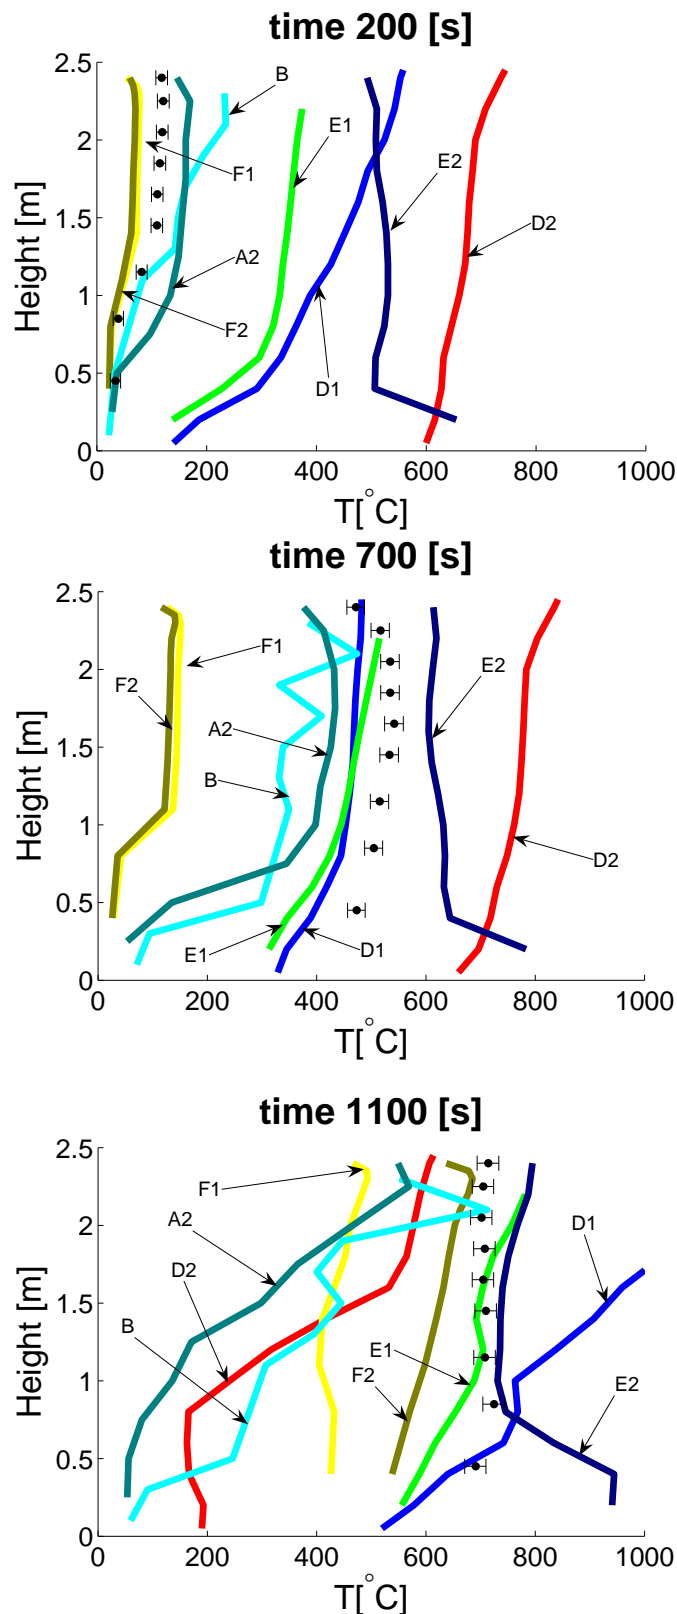 time 200 [s]
2.5
2
1.5
1
0.5
0
Height [m]
B
F1
E1
E2
D2
A2
F2
D1
0 200 400 600 800 1000
T[°C]
time 700 [s]
2.5
2
1.5
1
0.5
0
Height [m]
F1
F2
E2
A2
B
D2
E1
D1
0 200 400 600 800 1000
T[°C]
time 1100 [s]
2.5
2
1.5
1
0.5
0
Height [m]
F1
A2
D1
D2
B
E1
F2
E2
0 200 400 600 800 1000
T[°C]